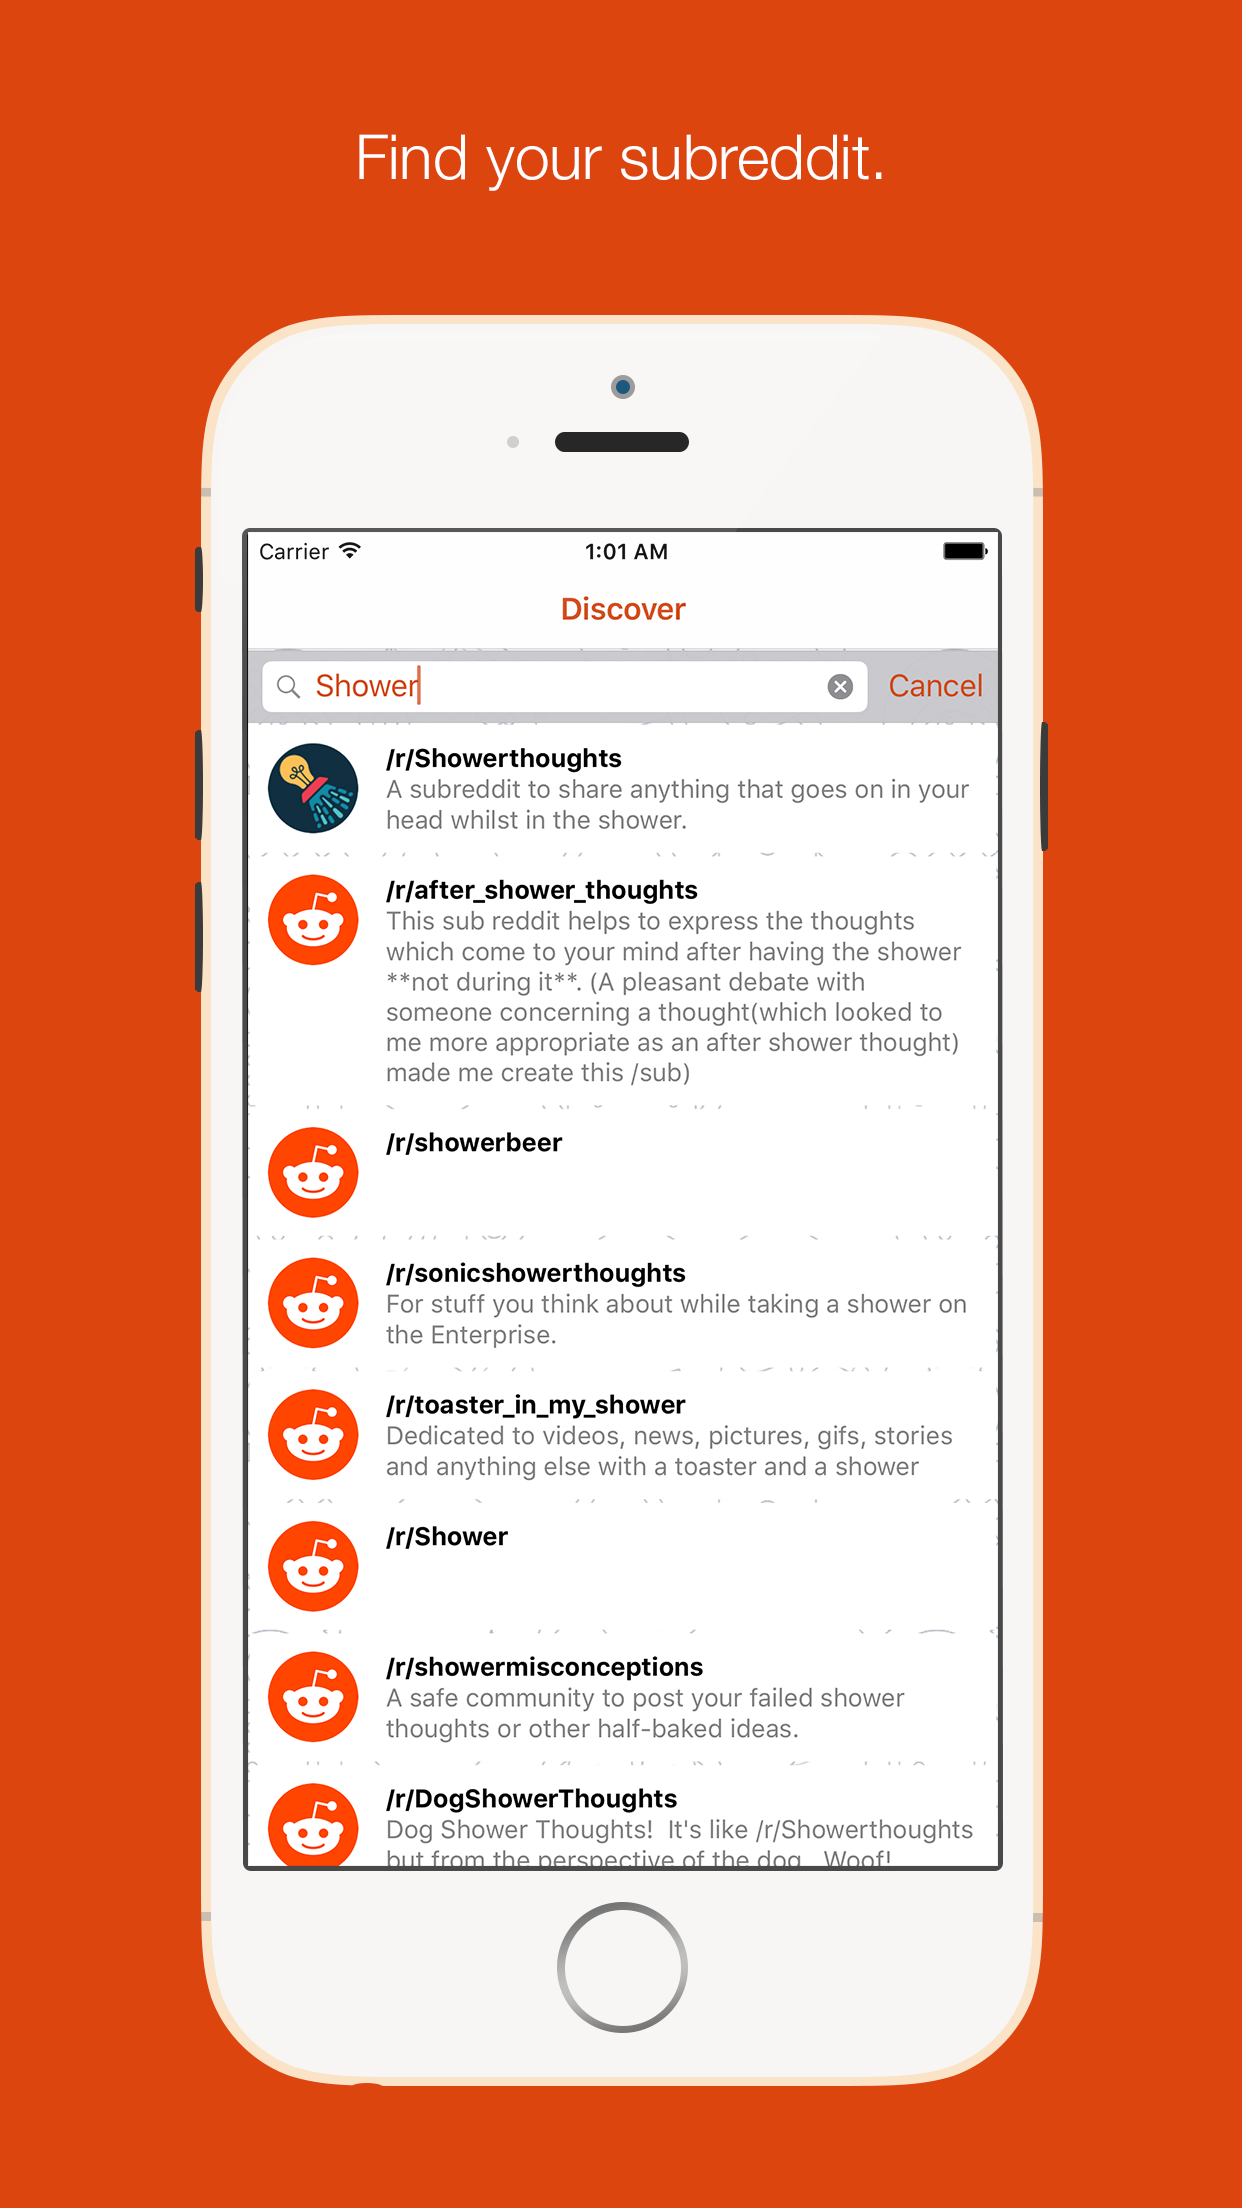 Find your subreddit.
Carrier 1:01 AM
Discover
Shower Cancel
/r/Showerthoughts
A subreddit to share anything that goes on in your
head whilst in the shower.
/r/after_shower_thoughts
This sub reddit helps to express the thoughts
which come to your mind after having the shower
**not during it**. (A pleasant debate with
someone concerning a thought(which looked to
me more appropriate as an after shower thought)
made me create this /sub)
/r/showerbeer
/r/sonicshowerthoughts
For stuff you think about while taking a shower on
the Enterprise.
/r/toaster_in_my_shower
Dedicated to videos, news, pictures, gifs, stories
and anything else with a toaster and a shower
/r/Shower
/r/showermisconceptions
A safe community to post your failed shower
thoughts or other half-baked ideas.
/r/DogShowerThoughts
Dog Shower Thoughts!  It's like /r/Showerthoughts
but from the perspective of the dog.  Woof!